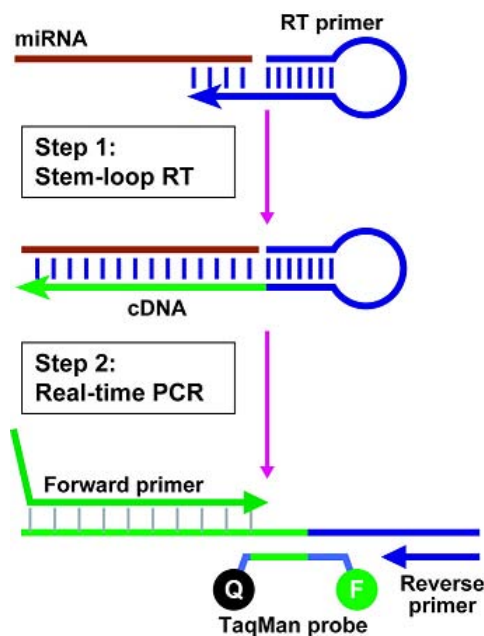 miRNA
RT primer
Step 1:
Stem-loop RT
cDNA
Step 2:
Real-time PCR
Forward primer
Q
F
TaqMan probe
Reverse
primer